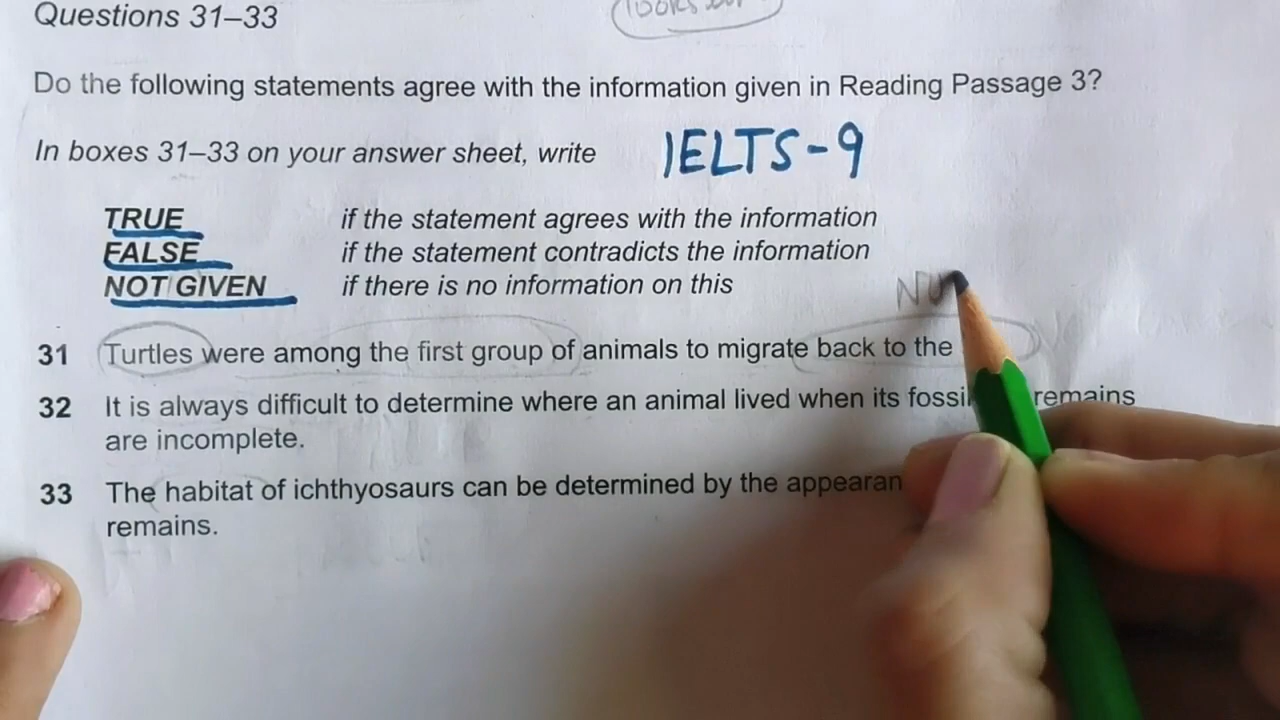 Questions 31–33
Do the following statements agree with the information given in Reading Passage 3?
In boxes 31–33 on your answer sheet, write IELTS-9
TRUE if the statement agrees with the information
FALSE if the statement contradicts the information
NOT GIVEN if there is no information on this
31 Turtles were among the first group of animals to migrate back to the
32 It is always difficult to determine where an animal lived when its remains
are incomplete.
33 The habitat of ichthyosaurs can be determined by the
remains.